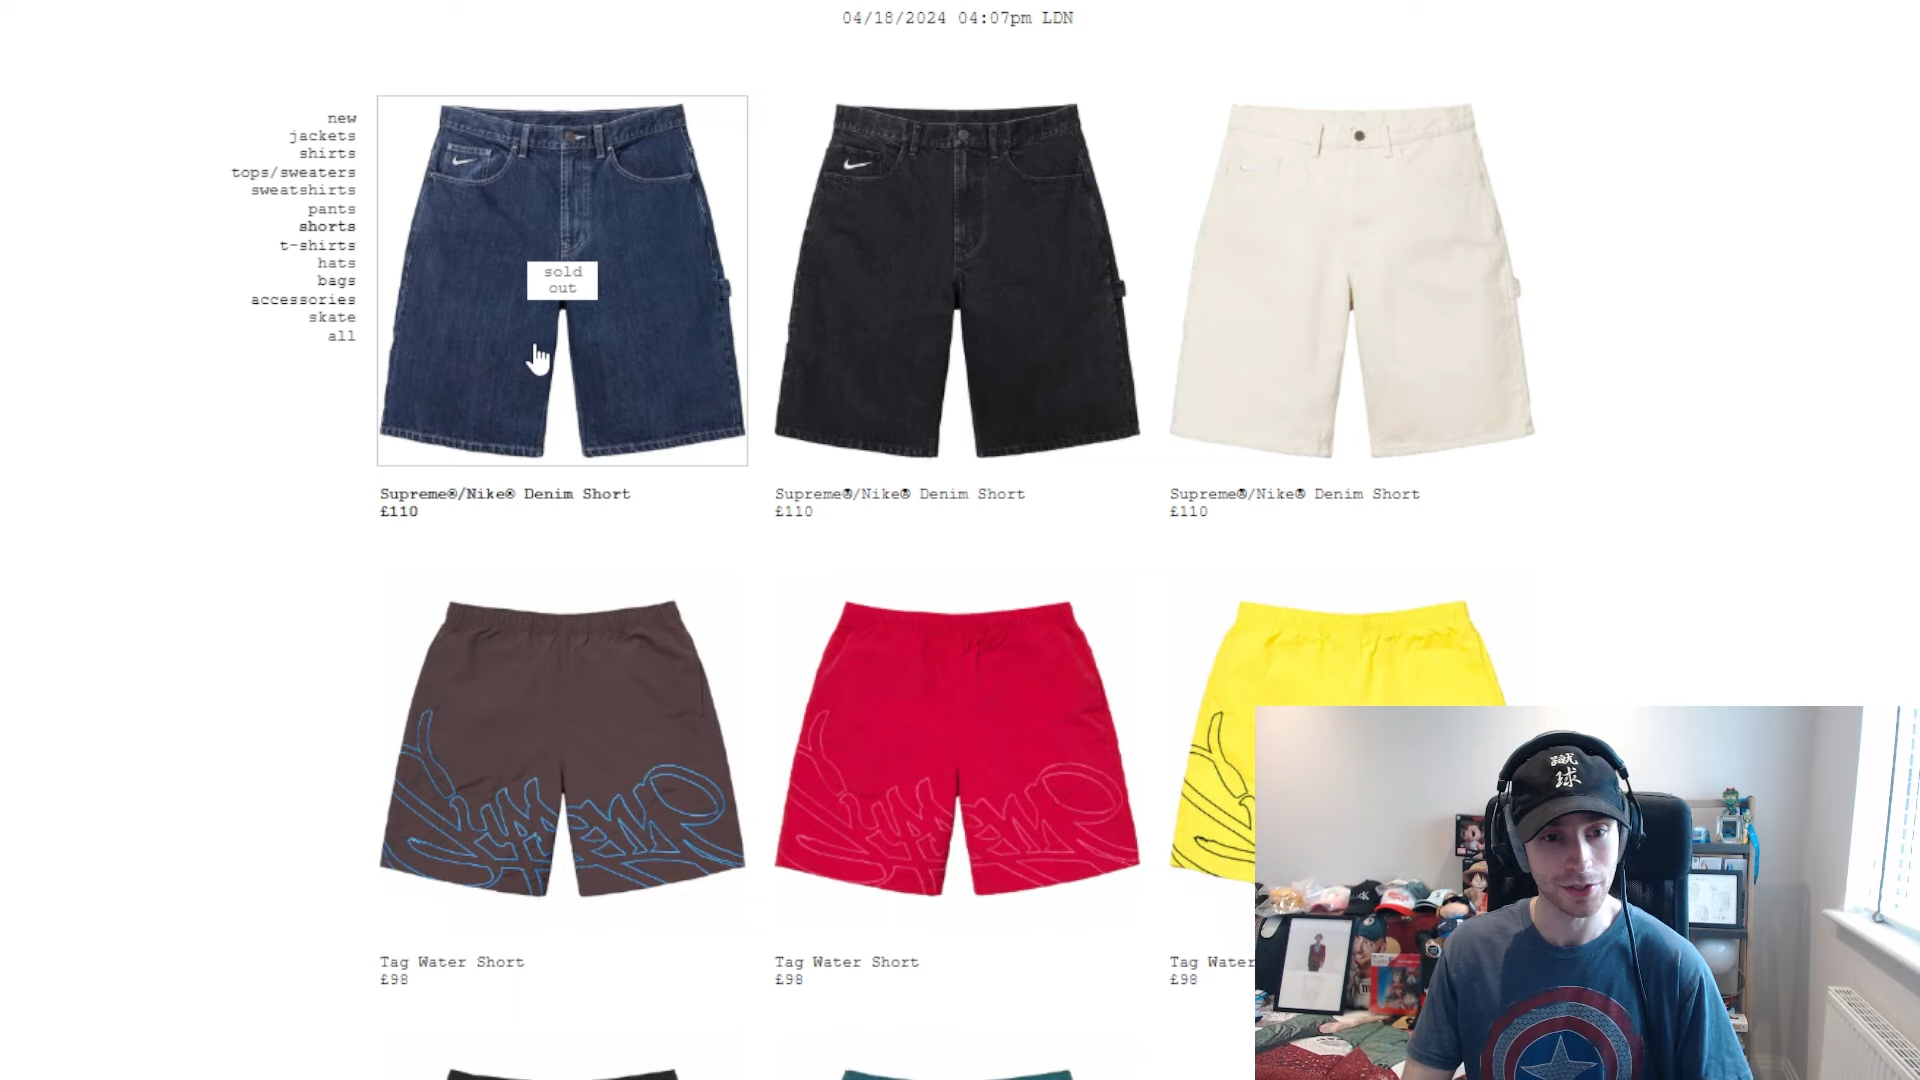 04/18/2024 04:07pm LDN
new
jackets
shirts
tops/sweaters
sweatshirts
pants
shorts
t-shirts
hats
bags
accessories
skate
all
sold
out
Supreme®/Nike® Denim Short
£110
Supreme®/Nike® Denim Short
£110
Supreme®/Nike® Denim Short
£110
Tag Water Short
£98
Tag Water Short
£98
Tag Water
£98
蹴
球